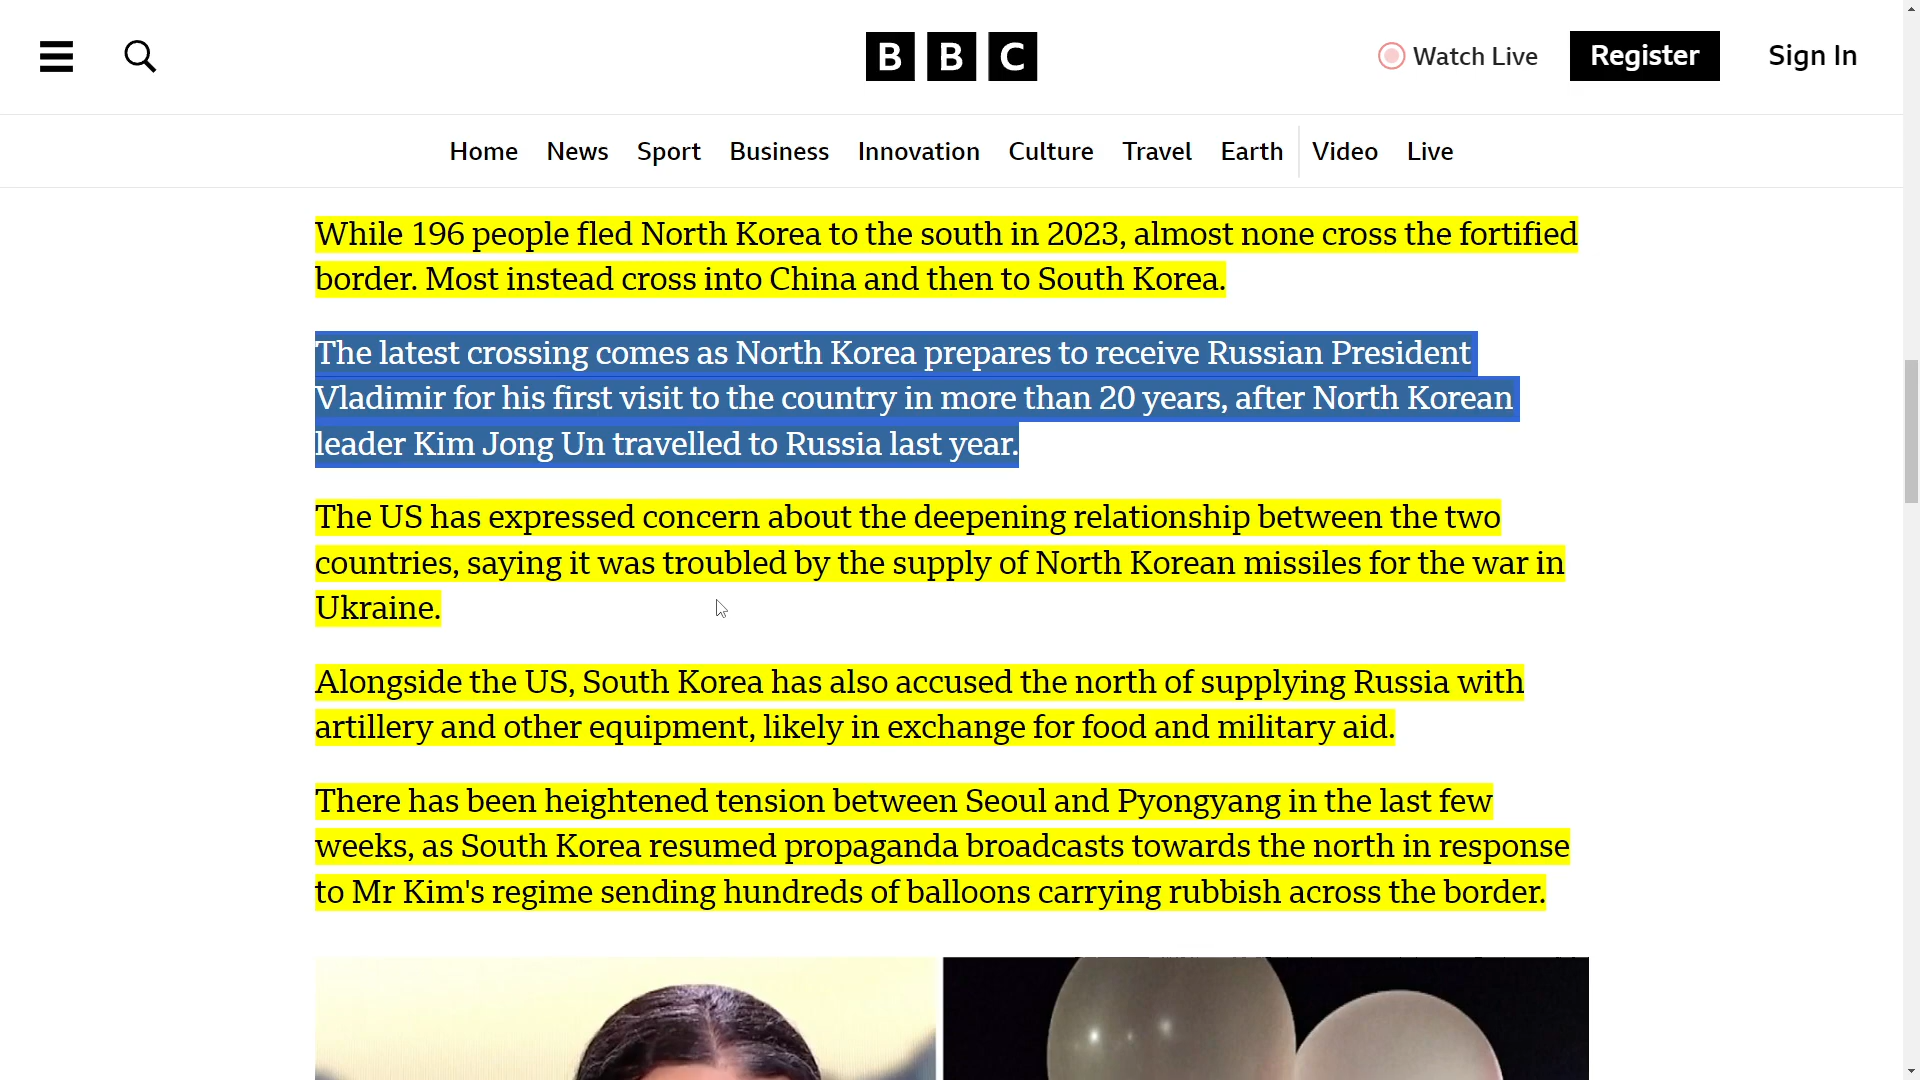 BBC
Watch Live
Register
Sign In
Home
News
Sport
Business
Innovation
Culture
Travel
Earth
Video
Live
While 196 people fled North Korea to the south in 2023, almost none cross the fortified
border. Most instead cross into China and then to South Korea.
The latest crossing comes as North Korea prepares to receive Russian President
Vladimir for his first visit to the country in more than 20 years, after North Korean
leader Kim Jong Un travelled to Russia last year.
The US has expressed concern about the deepening relationship between the two
countries, saying it was troubled by the supply of North Korean missiles for the war in
Ukraine.
Alongside the US, South Korea has also accused the north of supplying Russia with
artillery and other equipment, likely in exchange for food and military aid.
There has been heightened tension between Seoul and Pyongyang in the last few
weeks, as South Korea resumed propaganda broadcasts towards the north in response
to Mr Kim's regime sending hundreds of balloons carrying rubbish across the border.